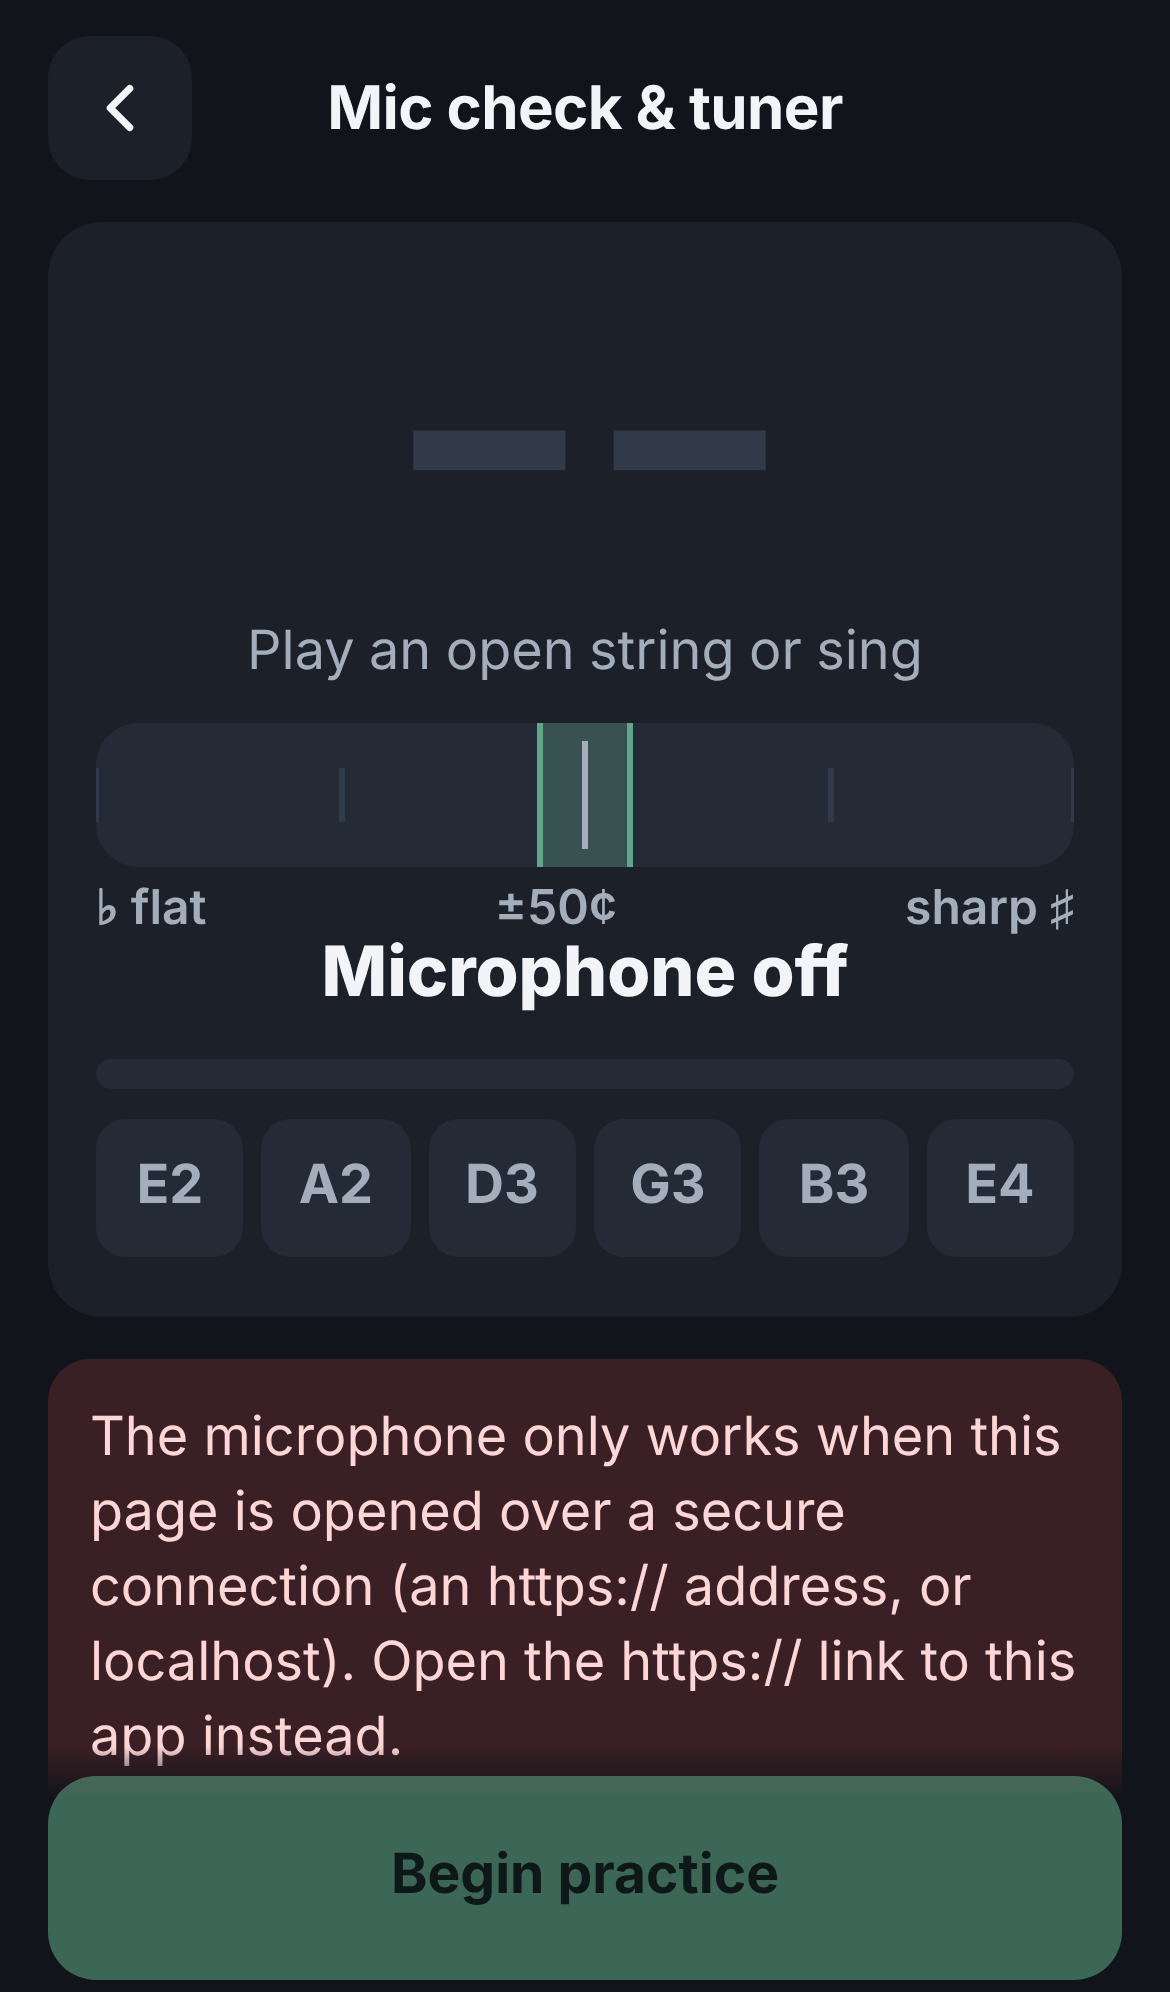 Mic check & tuner
– –
Play an open string or sing
♭ flat ±50¢ sharp ♯
Microphone off
E2 A2 D3 G3 B3 E4
The microphone only works when this
page is opened over a secure
connection (an https:// address, or
localhost). Open the https:// link to this
app instead.
Begin practice